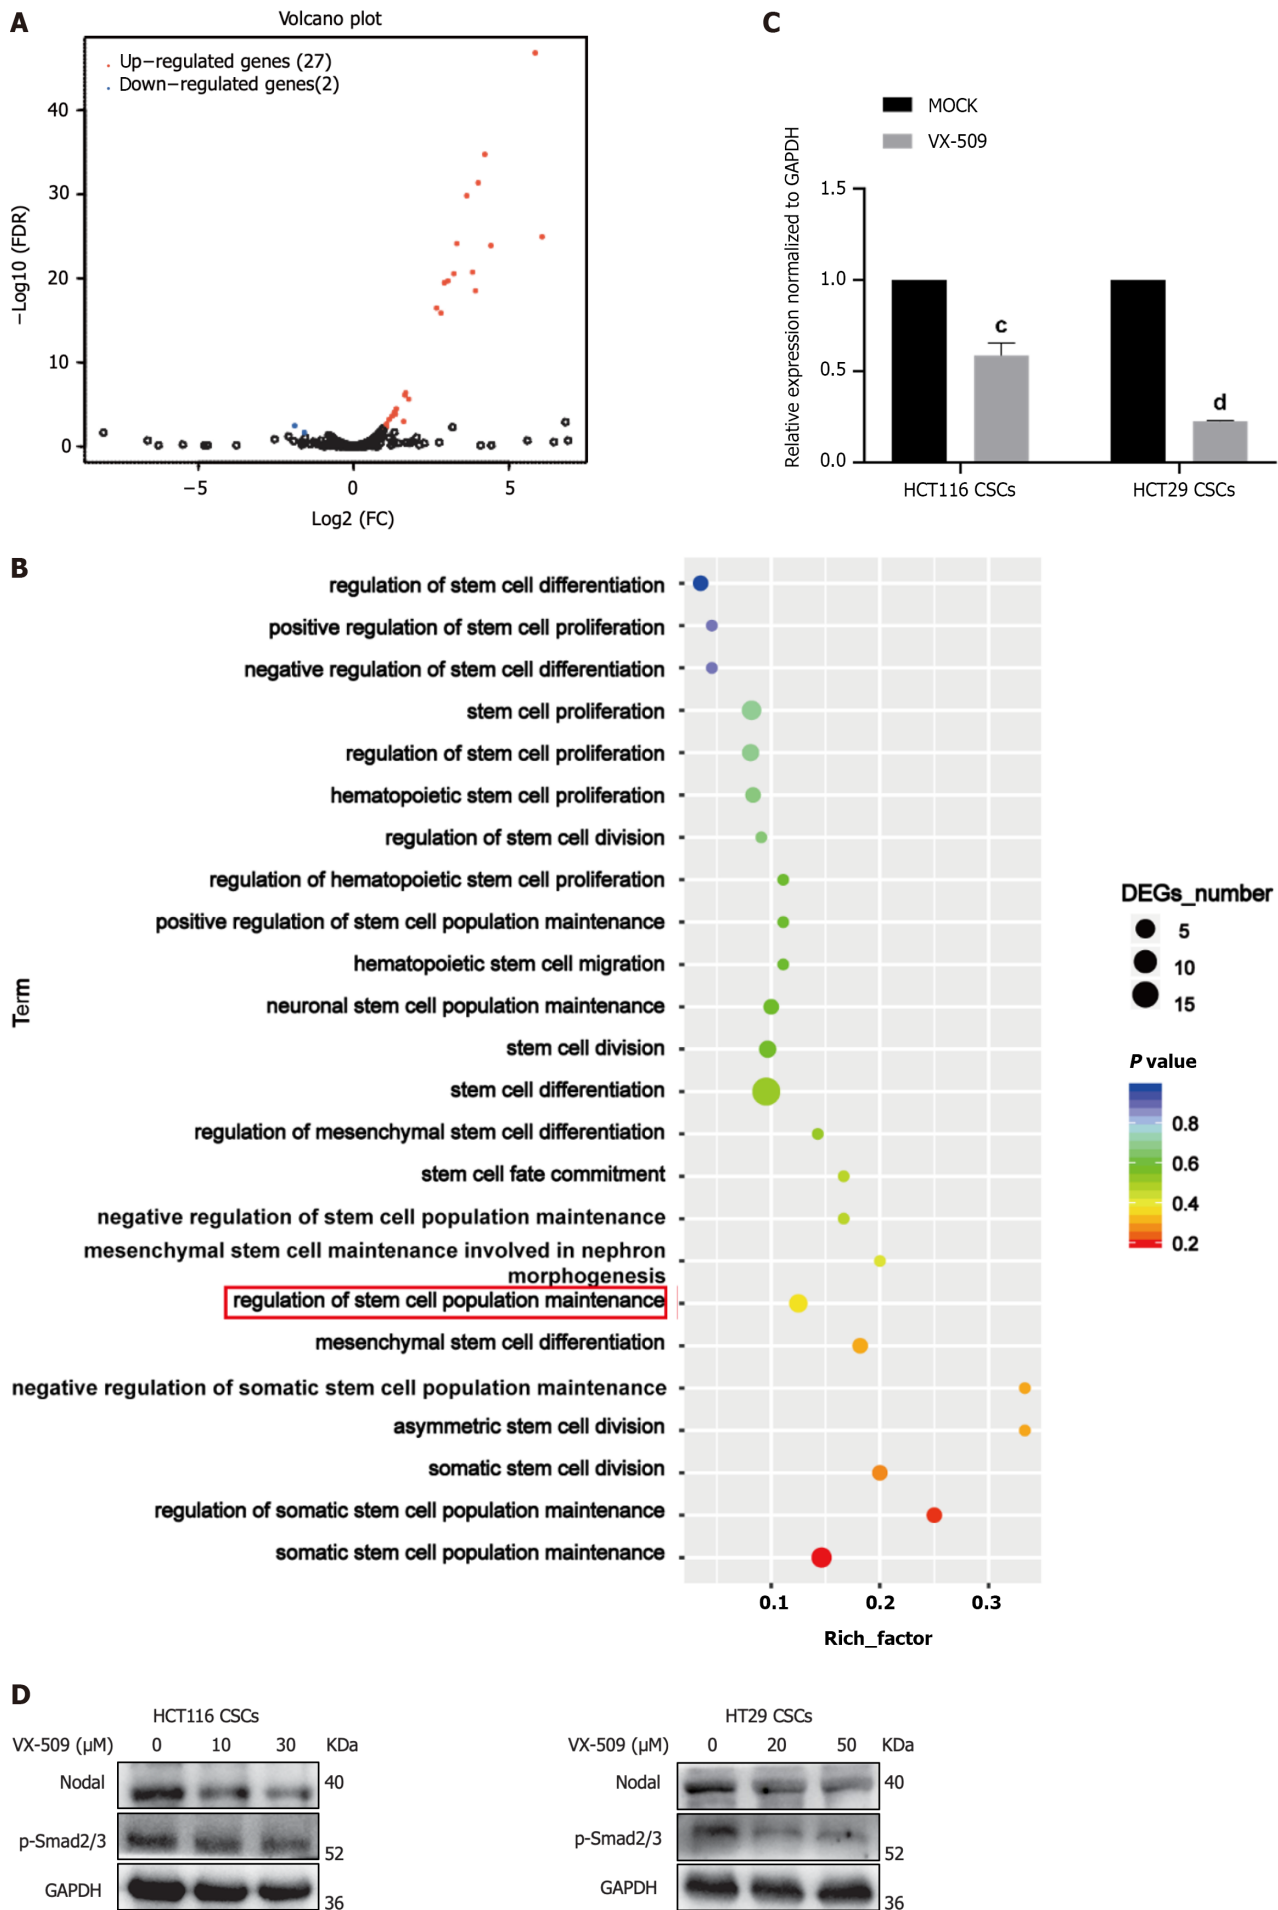 A
Volcano plot
Up−regulated genes (27)
Down−regulated genes(2)
40
30
20
10
0
−Log10 (FDR)
−5
0
5
Log2 (FC)
C
MOCK
VX-509
Relative expression normalized to GAPDH
1.5
1.0
0.5
0.0
c
d
HCT116 CSCs
HCT29 CSCs
B
Term
regulation of stem cell differentiation
positive regulation of stem cell proliferation
negative regulation of stem cell differentiation
stem cell proliferation
regulation of stem cell proliferation
hematopoietic stem cell proliferation
regulation of stem cell division
regulation of hematopoietic stem cell proliferation
positive regulation of stem cell population maintenance
hematopoietic stem cell migration
neuronal stem cell population maintenance
stem cell division
stem cell differentiation
regulation of mesenchymal stem cell differentiation
stem cell fate commitment
negative regulation of stem cell population maintenance
mesenchymal stem cell maintenance involved in nephron
morphogenesis
regulation of stem cell population maintenance
mesenchymal stem cell differentiation
negative regulation of somatic stem cell population maintenance
asymmetric stem cell division
somatic stem cell division
regulation of somatic stem cell population maintenance
somatic stem cell population maintenance
0.1
0.2
0.3
Rich_factor
DEGs_number
5
10
15
P value
0.8
0.6
0.4
0.2
D
HCT116 CSCs
VX-509 (μM) 0 10 30 KDa
Nodal 40
p-Smad2/3 52
GAPDH 36
HT29 CSCs
VX-509 (μM) 0 20 50 KDa
Nodal 40
p-Smad2/3 52
GAPDH 36